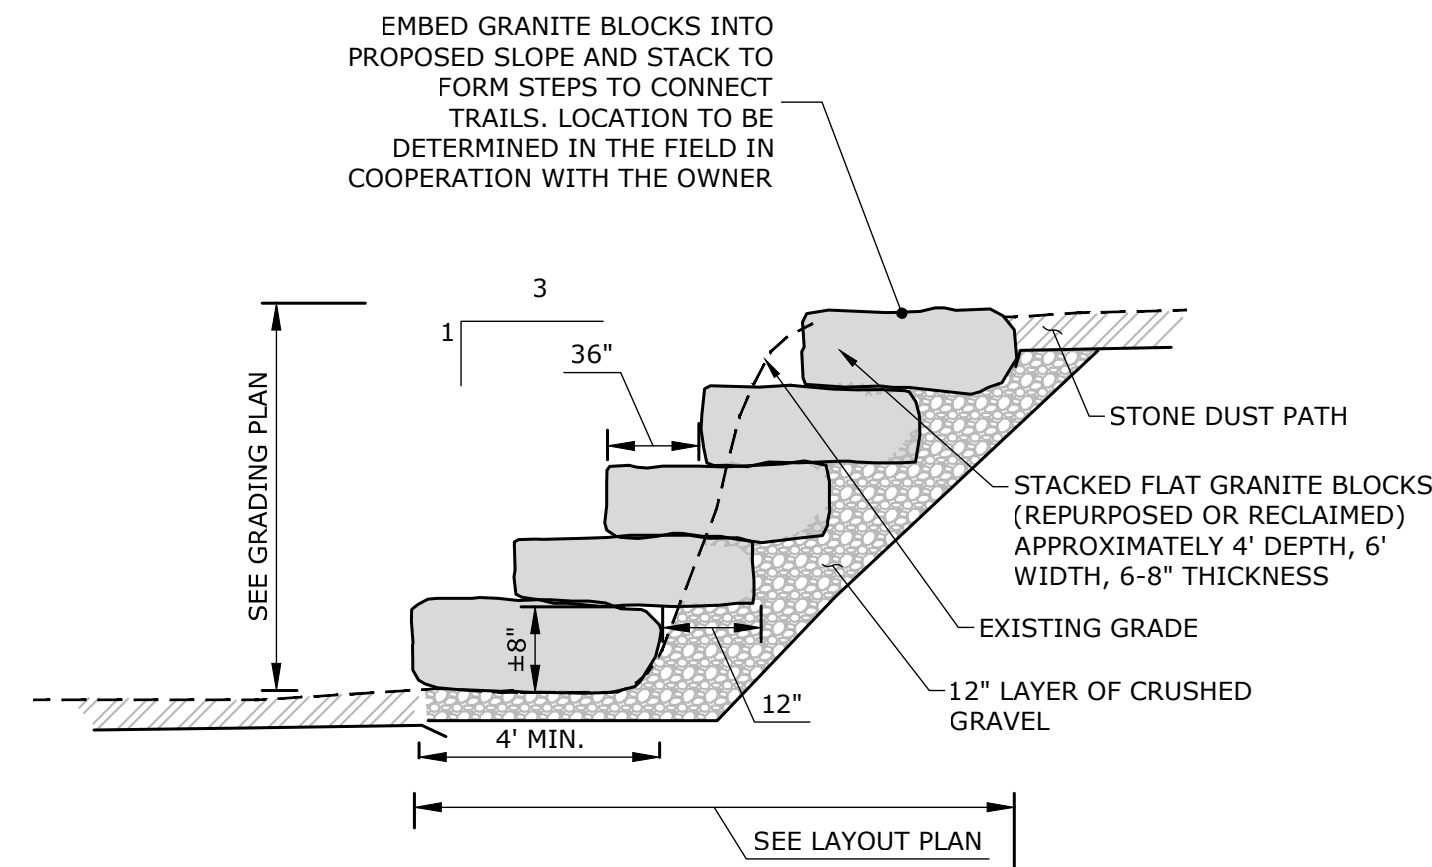 EMBED GRANITE BLOCKS INTO
PROPOSED SLOPE AND STACK TO
FORM STEPS TO CONNECT
TRAILS. LOCATION TO BE
DETERMINED IN THE FIELD IN
COOPERATION WITH THE OWNER
3
1
36"
SEE GRADING PLAN
STONE DUST PATH
STACKED FLAT GRANITE BLOCKS
(REPURPOSED OR RECLAIMED)
APPROXIMATELY 4' DEPTH, 6'
WIDTH, 6-8" THICKNESS
EXISTING GRADE
±8"
12" LAYER OF CRUSHED
GRAVEL
12"
4' MIN.
SEE LAYOUT PLAN